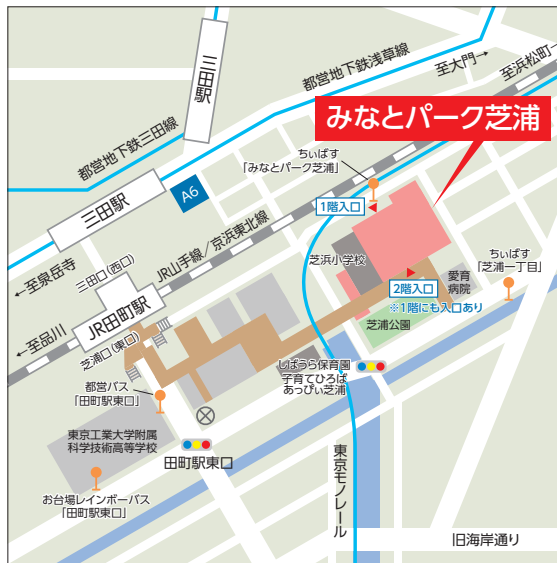 三田駅
都営地下鉄浅草線
至大門→
至浜松町→
みなとパーク芝浦
都営地下鉄三田線
ちいばす
「みなとパーク芝浦」
A6
三田駅
1階入口
JR山手線/京浜東北線
芝浜小学校
ちいばす
「芝浦一丁目」
←至泉岳寺
三田口(西口)
愛育
病院
2階入口
※1階にも入口あり
JR田町駅
芝浦公園
←至品川
芝浦口(東口)
しばうら保育園
子育てひろば
あっぴぃ芝浦
都営バス
「田町駅東口」
東京工業大学附属
科学技術高等学校
田町駅東口
東京モノレール
お台場レインボーバス
「田町駅東口」
旧海岸通り